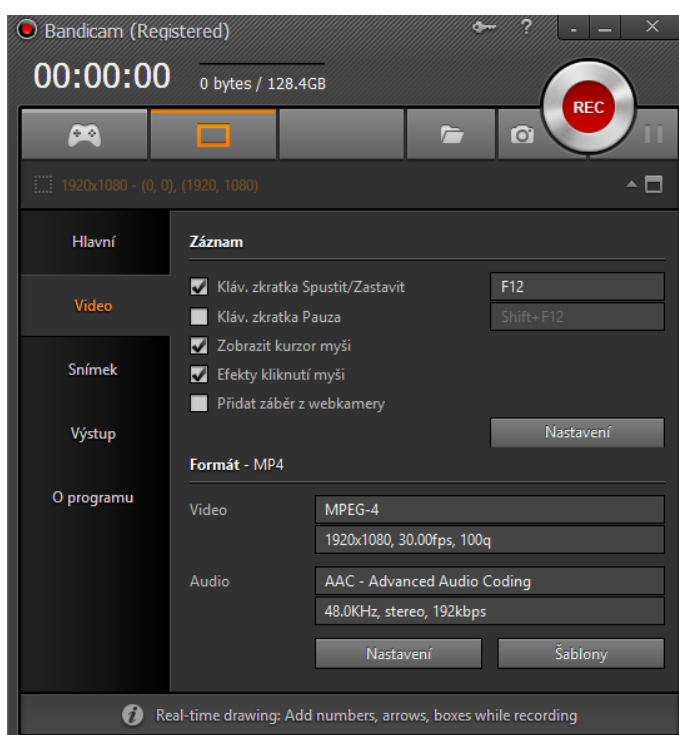 Bandicam (Registered)
?
00:00:00
0 bytes / 128.4GB
REC
1920x1080 - (0, 0), (1920, 1080)
Hlavní
Video
Snímek
Výstup
O programu
Záznam
Kláv. zkratka Spustit/Zastavit
F12
Kláv. zkratka Pauza
Shift+F12
Zobrazit kurzor myši
Efekty kliknutí myši
Přidat záběr z webkamery
Nastavení
Formát - MP4
Video
MPEG-4
1920x1080, 30.00fps, 100q
Audio
AAC - Advanced Audio Coding
48.0KHz, stereo, 192kbps
Nastavení
Šablony
Real-time drawing: Add numbers, arrows, boxes while recording